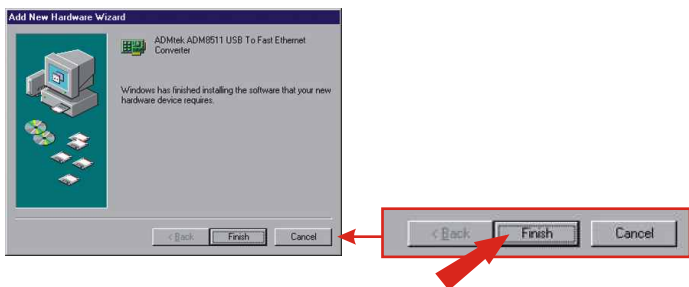 Add New Hardware Wizard
ADMtek ADM8511 USB To Fast Ethernet
Converter
Windows has finished installing the software that your new
hardware device requires.
< Back Finish Cancel
< Back Finish Cancel